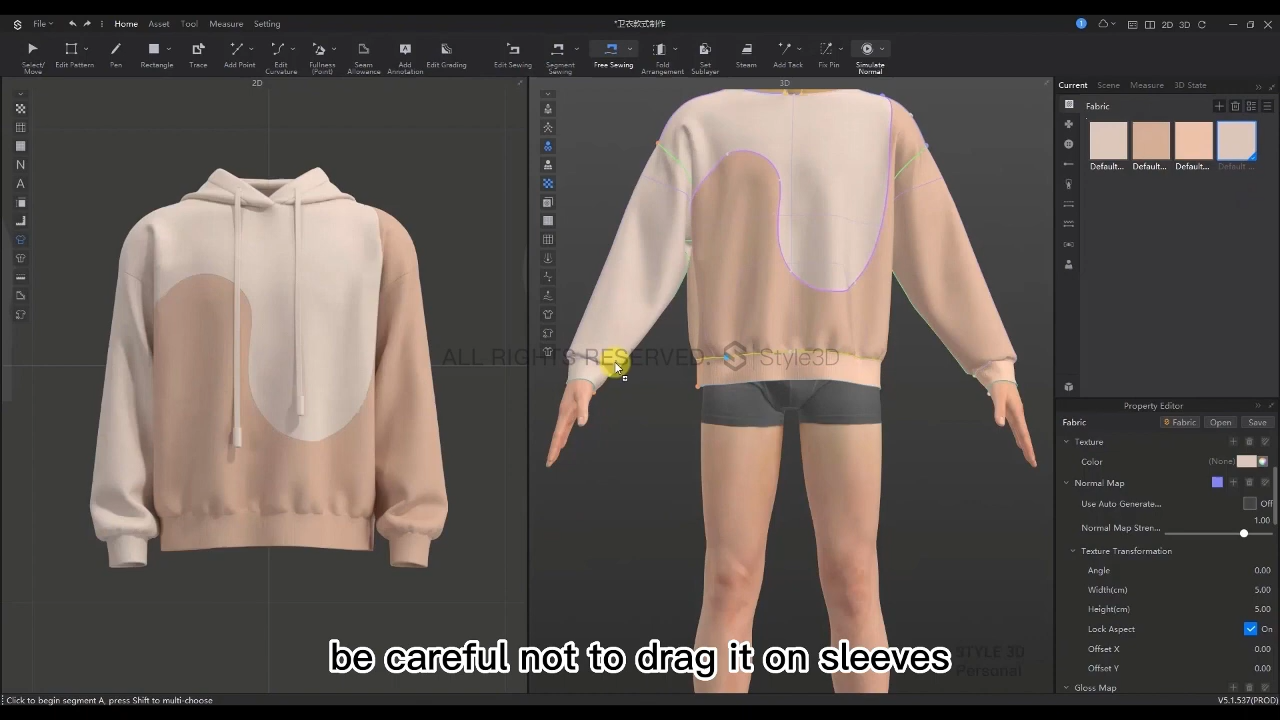 File
Home
Asset
Tool
Measure
Setting
*卫衣款式制作
1
2D
3D
Select/
Move
Edit Pattern
Pen
Rectangle
Trace
Add Point
Edit
Curvature
Fullness
(Point)
Seam
Allowance
Add
Annotation
Edit Grading
Edit Sewing
Segment
Sewing
Free Sewing
Fold
Arrangement
Set
Sublayer
Steam
Add Tack
Fix Pin
Simulate
Normal
2D
3D
Current
Scene
Measure
3D State
Fabric
Default...
Default...
Default...
Default ...
ALL RIGHTS RESERVED.
Style3D
Property Editor
Fabric
Fabric
Open
Save
Texture
Color
(None)
Normal Map
Use Auto Generate...
Off
Normal Map Stren...
1.00
Texture Transformation
Angle
0.00
Width(cm)
5.00
Height(cm)
5.00
Lock Aspect
On
Offset X
0.00
Offset Y
0.00
Gloss Map
STYLE 3D
Personal
be careful not to drag it on sleeves
Click to begin segment A, press Shift to multi-choose
V5.1.537(PROD)